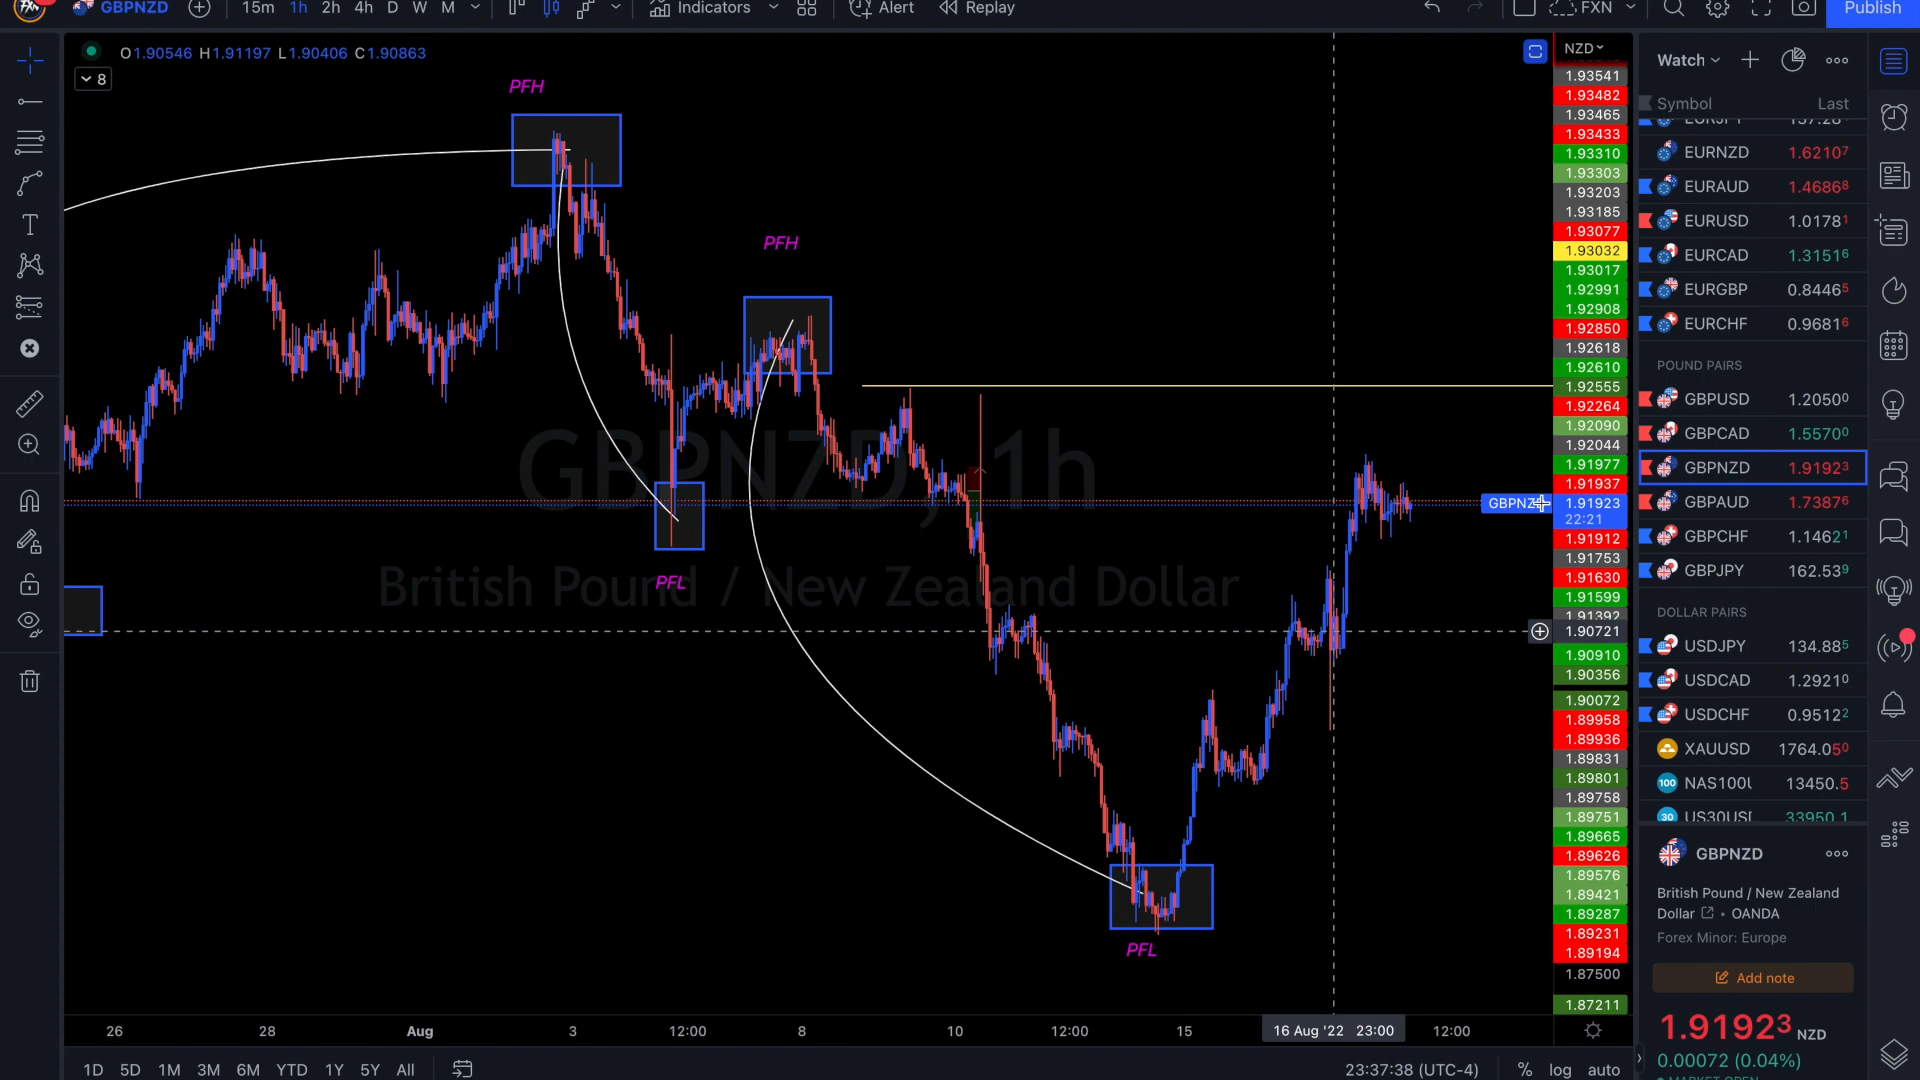 GBPNZD
15m 1h 2h 4h D W M
Indicators
Alert
Replay
FXN
Publish
O1.90546 H1.91197 L1.90406 C1.90863
8
PFH
PFH
PFL
PFL
GBPNZD, 1h
British Pound / New Zealand Dollar
NZD
1.93541
1.93482
1.93465
1.93433
1.93310
1.93303
1.93203
1.93185
1.93077
1.93032
1.93017
1.92991
1.92908
1.92850
1.92618
1.92610
1.92555
1.92264
1.92090
1.92044
1.91977
1.91937
1.91923
22:21
1.91912
1.91753
1.91630
1.91599
1.91392
1.90721
1.90910
1.90356
1.90072
1.89958
1.89936
1.89831
1.89801
1.89758
1.89751
1.89665
1.89626
1.89576
1.89421
1.89287
1.89231
1.89194
1.87500
1.87211
26 28 Aug 3 12:00 8 10 12:00 15 16 Aug '22 23:00 12:00
1D 5D 1M 3M 6M YTD 1Y 5Y All
23:37:38 (UTC-4) % log auto
Watch
Symbol Last
EURNZD 1.62107
EURAUD 1.46868
EURUSD 1.01781
EURCAD 1.31516
EURGBP 0.84465
EURCHF 0.96816
POUND PAIRS
GBPUSD 1.20500
GBPCAD 1.55700
GBPNZD 1.91923
GBPAUD 1.73876
GBPCHF 1.14621
GBPJPY 162.539
DOLLAR PAIRS
USDJPY 134.885
USDCAD 1.29210
USDCHF 0.95122
XAUUSD 1764.050
NAS100 13450.5
33950.1
GBPNZD
British Pound / New Zealand
Dollar • OANDA
Forex Minor: Europe
Add note
1.91923 NZD
0.00072 (0.04%)